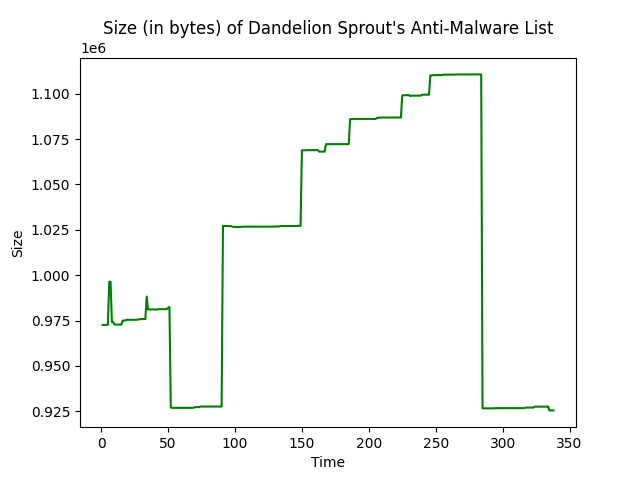 Size (in bytes) of Dandelion Sprout's Anti-Malware List
1e6
1.100
1.075
1.050
1.025
1.000
0.975
0.950
0.925
Size
0 50 100 150 200 250 300 350
Time